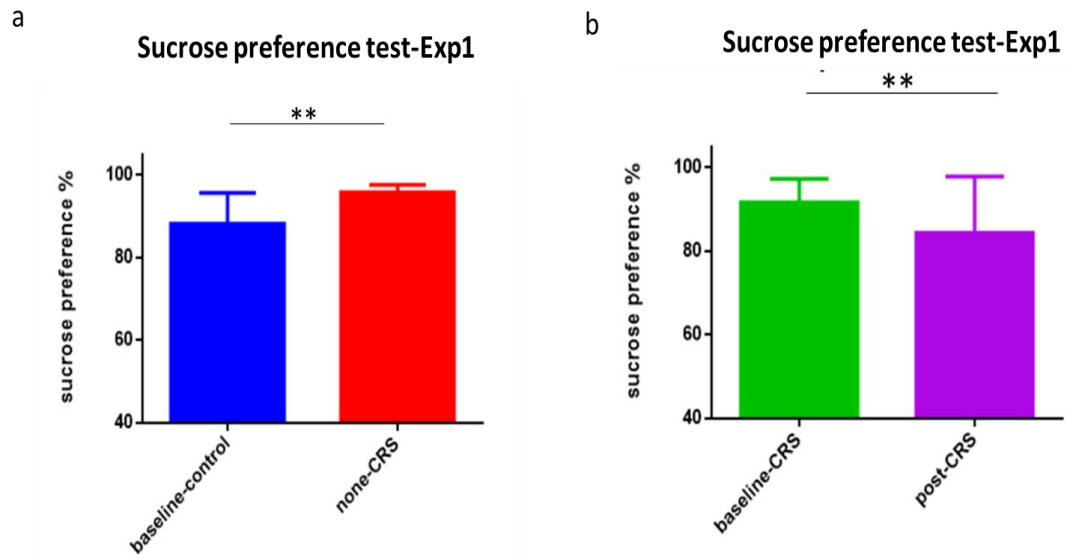 a
Sucrose preference test-Exp1
**
sucrose preference %
100
80
60
40
baseline-control
none-CRS
b
Sucrose preference test-Exp1
**
sucrose preference %
100
80
60
40
baseline-CRS
post-CRS